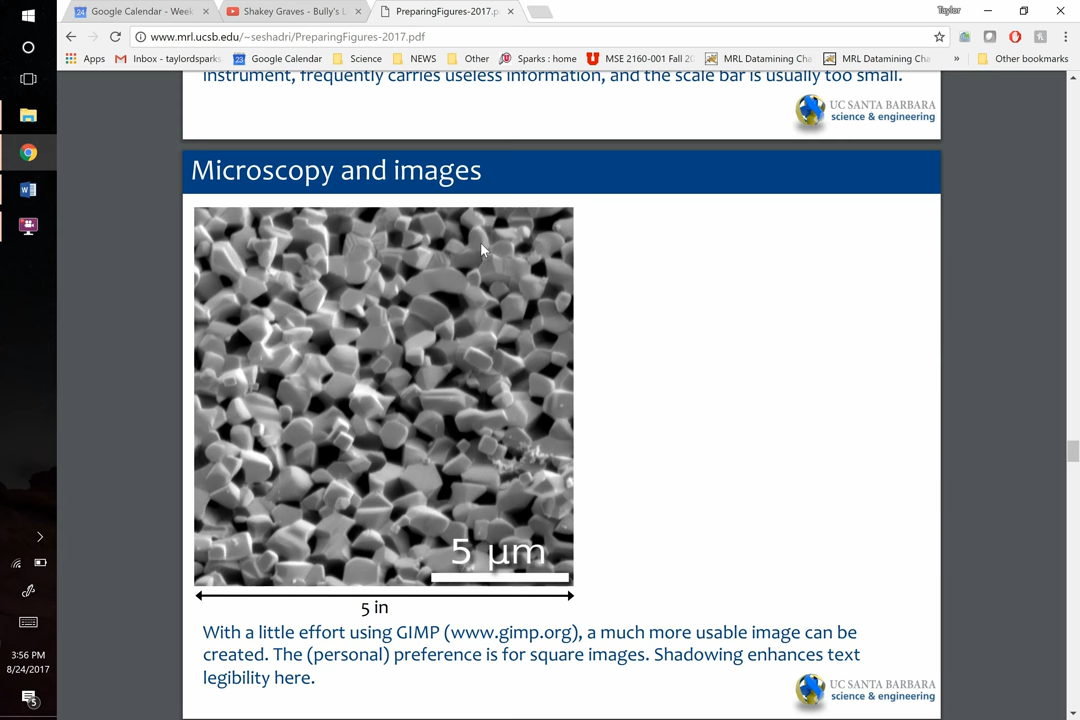 Google Calendar - Week
Shakey Graves - Bully's L
PreparingFigures-2017.p
Taylor
www.mrl.ucsb.edu/~seshadri/PreparingFigures-2017.pdf
Apps
Inbox - taylordsparks
Google Calendar
Science
NEWS
Other
Sparks : home
MSE 2160-001 Fall 20
MRL Datamining Cha
MRL Datamining Cha
»
Other bookmarks
instrument, frequently carries useless information, and the scale bar is usually too small.
UC SANTA BARBARA
science & engineering
Microscopy and images
5 µm
5 in
With a little effort using GIMP (www.gimp.org), a much more usable image can be
created. The (personal) preference is for square images. Shadowing enhances text
legibility here.
UC SANTA BARBARA
science & engineering
3:56 PM
8/24/2017